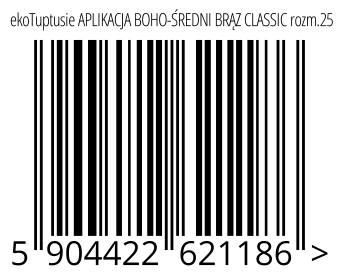 ekoTuptusie APLIKACJA BOHO-ŚREDNI BRĄZ CLASSIC rozm.25
5 904422 621186 >